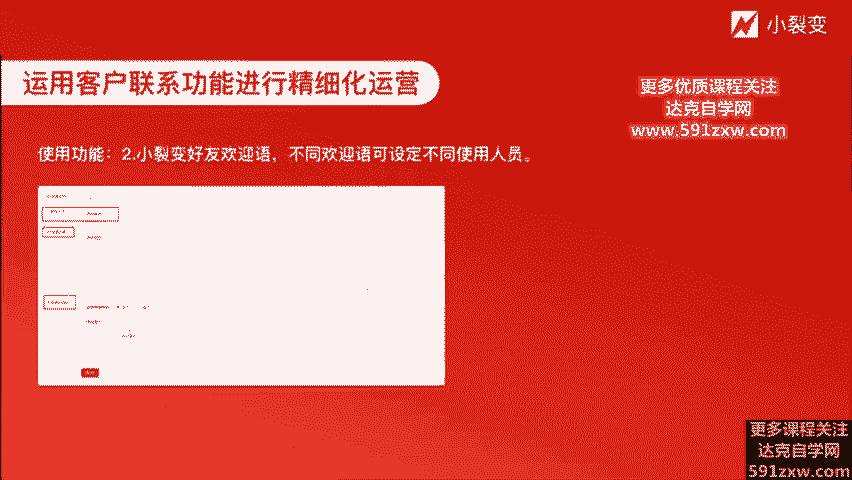 小裂变
运用客户联系功能进行精细化运营
更多优质课程关注
达克自学网
www.591zxw.com
使用功能：2.小裂变好友欢迎语，不同欢迎语可设定不同使用人员。
更多课程关注
达克自学网
591zxw.com